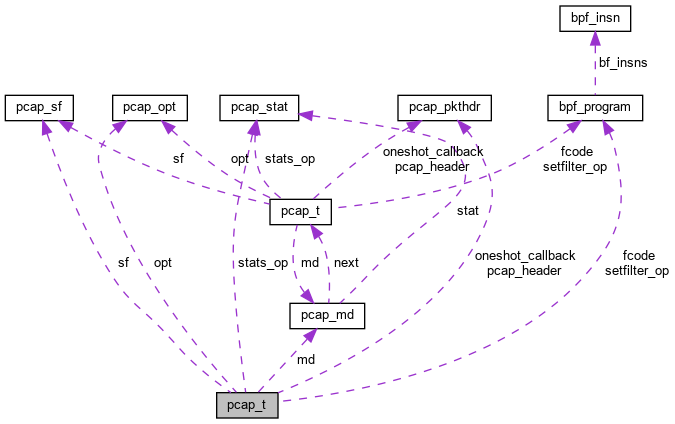 bpf_insn
bf_insns
pcap_sf
pcap_opt
pcap_stat
pcap_pkthdr
bpf_program
sf
opt
stats_op
oneshot_callback
pcap_header
fcode
setfilter_op
pcap_t
stat
sf
opt
stats_op
md
next
oneshot_callback
pcap_header
fcode
setfilter_op
pcap_md
md
pcap_t